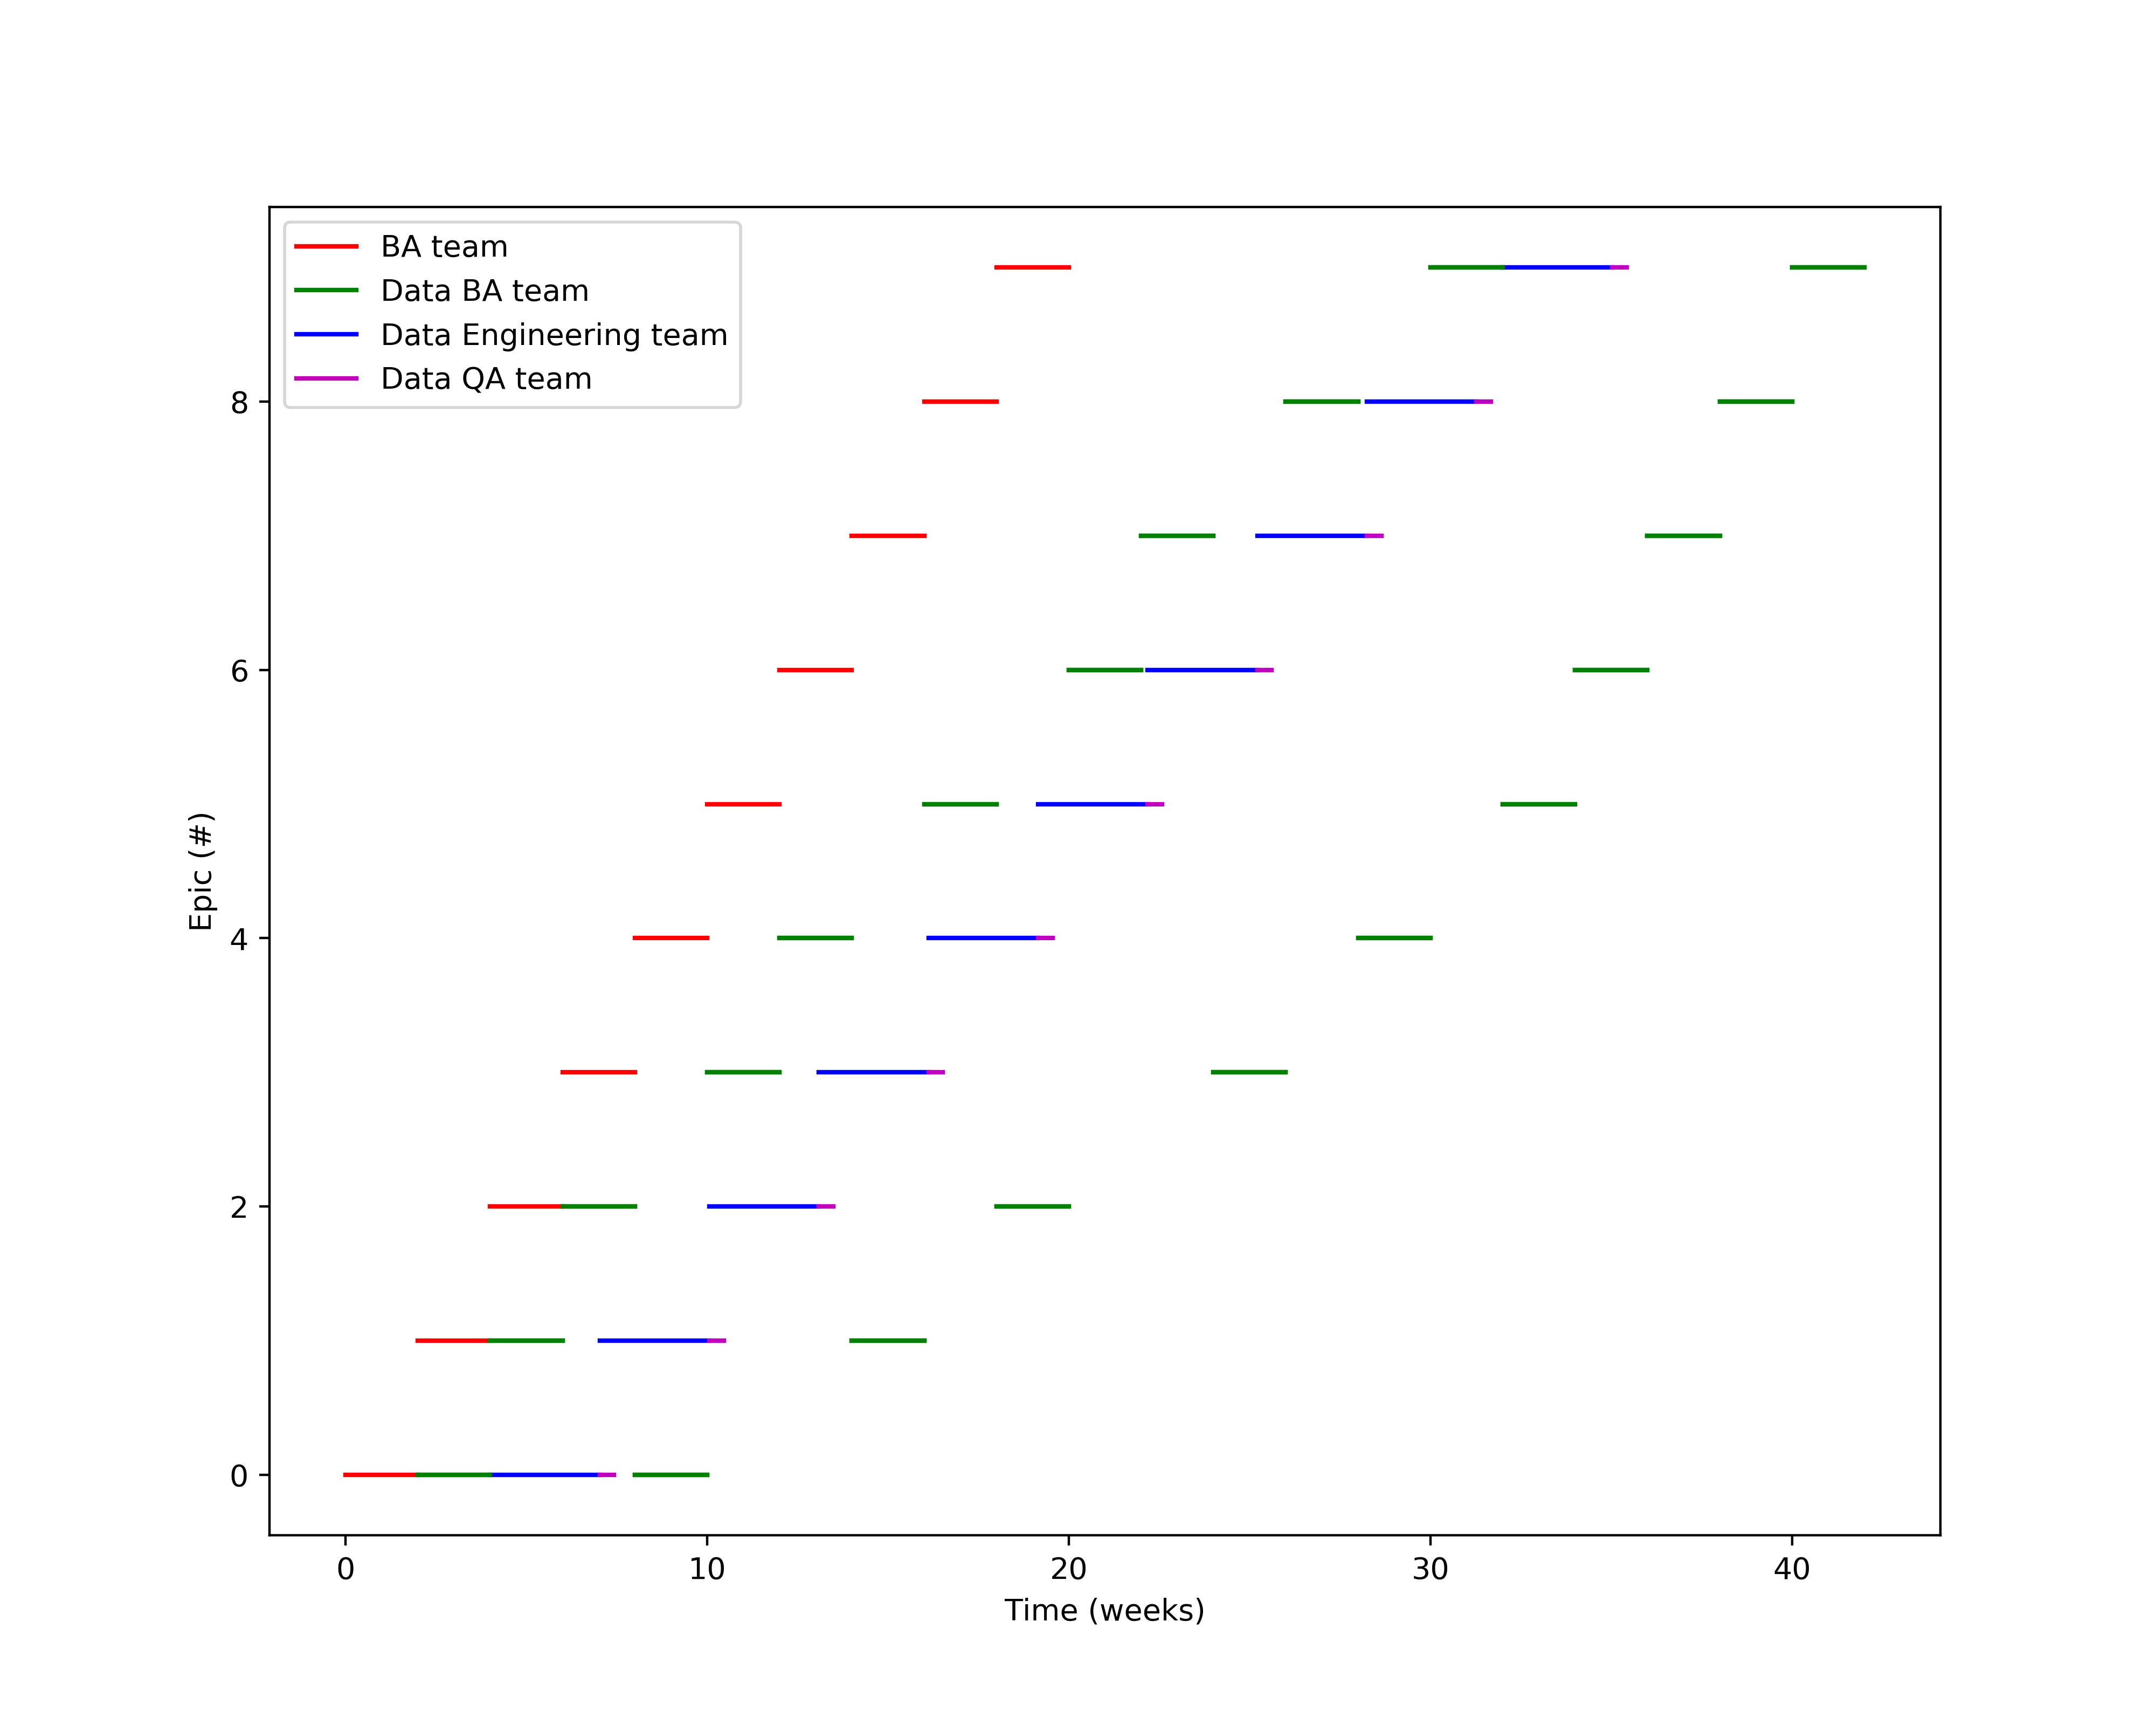 BA team
Data BA team
Data Engineering team
Data QA team
8
6
4
2
0
Epic (#)
0 10 20 30 40
Time (weeks)